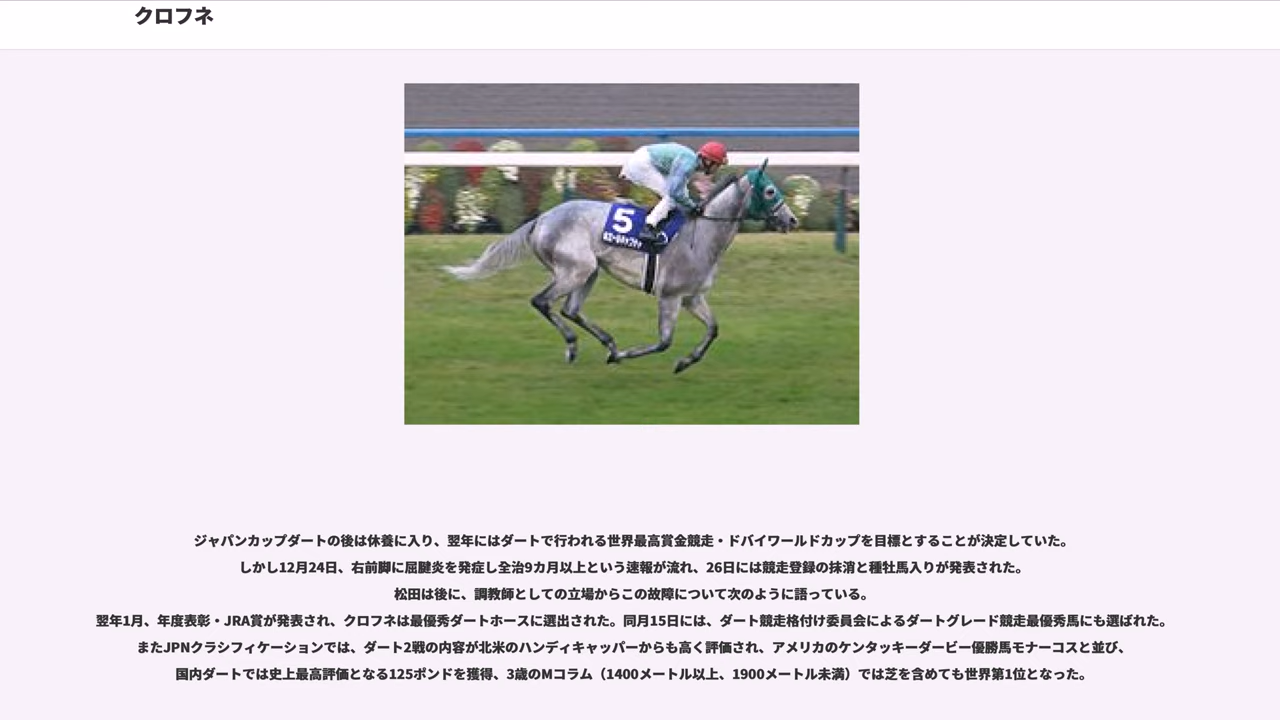 クロフネ
5
ジャパンカップダートの後は休養に入り、翌年にはダートで行われる世界最高賞金競走・ドバイワールドカップを目標とすることが決定していた。
しかし12月24日、右前脚に屈腱炎を発症し全治9カ月以上という速報が流れ、26日には競走登録の抹消と種牡馬入りが発表された。
松田は後に、調教師としての立場からこの故障について次のように語っている。
翌年1月、年度表彰・JRA賞が発表され、クロフネは最優秀ダートホースに選出された。同月15日には、ダート競走格付け委員会によるダートグレード競走最優秀馬にも選ばれた。
またJPNクラシフィケーションでは、ダート2戦の内容が北米のハンディキャッパーからも高く評価され、アメリカのケンタッキーダービー優勝馬モナーコスと並び、
国内ダートでは史上最高評価となる125ポンドを獲得、3歳のMコラム（1400メートル以上、1900メートル未満）では芝を含めても世界第1位となった。